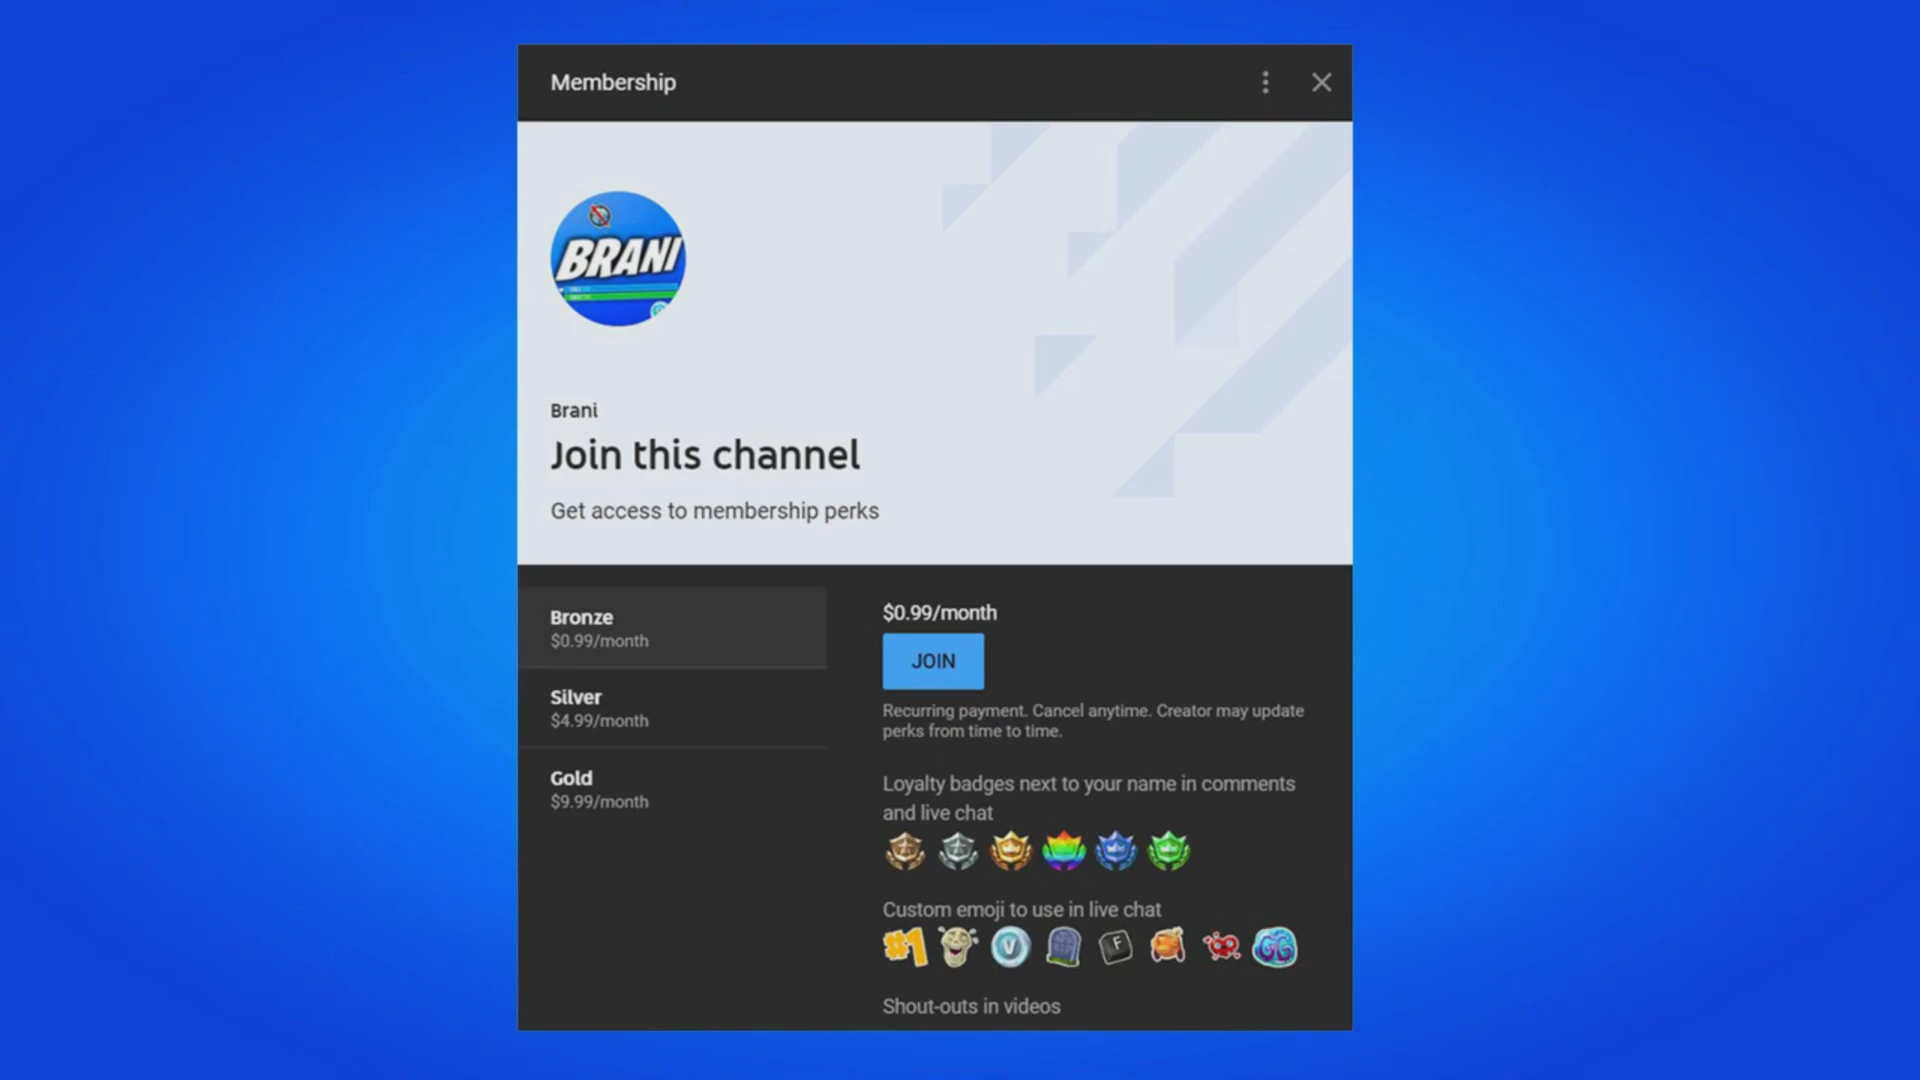 Membership
BRANI
Brani
Join this channel
Get access to membership perks
Bronze
$0.99/month
Silver
$4.99/month
Gold
$9.99/month
$0.99/month
JOIN
Recurring payment. Cancel anytime. Creator may update
perks from time to time.
Loyalty badges next to your name in comments
and live chat
Custom emoji to use in live chat
#1
V
F
GG
Shout-outs in videos